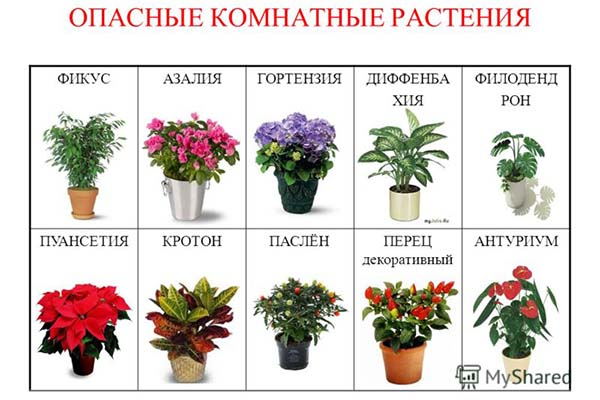 ОПАСНЫЕ КОМНАТНЫЕ РАСТЕНИЯ
ФИКУС
АЗАЛИЯ
ГОРТЕНЗИЯ
ДИФФЕНБА
ХИЯ
ФИЛОДЕНД
РОН
ПУАНСЕТИЯ
КРОТОН
ПАСЛЁН
ПЕРЕЦ
декоративный
АНТУРИУМ
MyShared